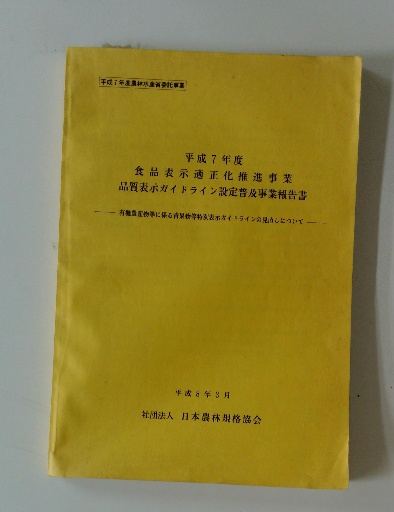 平成7年度農林水産省委託事業
平成7年度
食品表示適正化推進事業
品質表示ガイドライン設定普及事業報告書
―― 有機農産物等に係る青果物等特別表示ガイドラインの見直しについて ――
平成8年3月
社団法人 日本農林規格協会